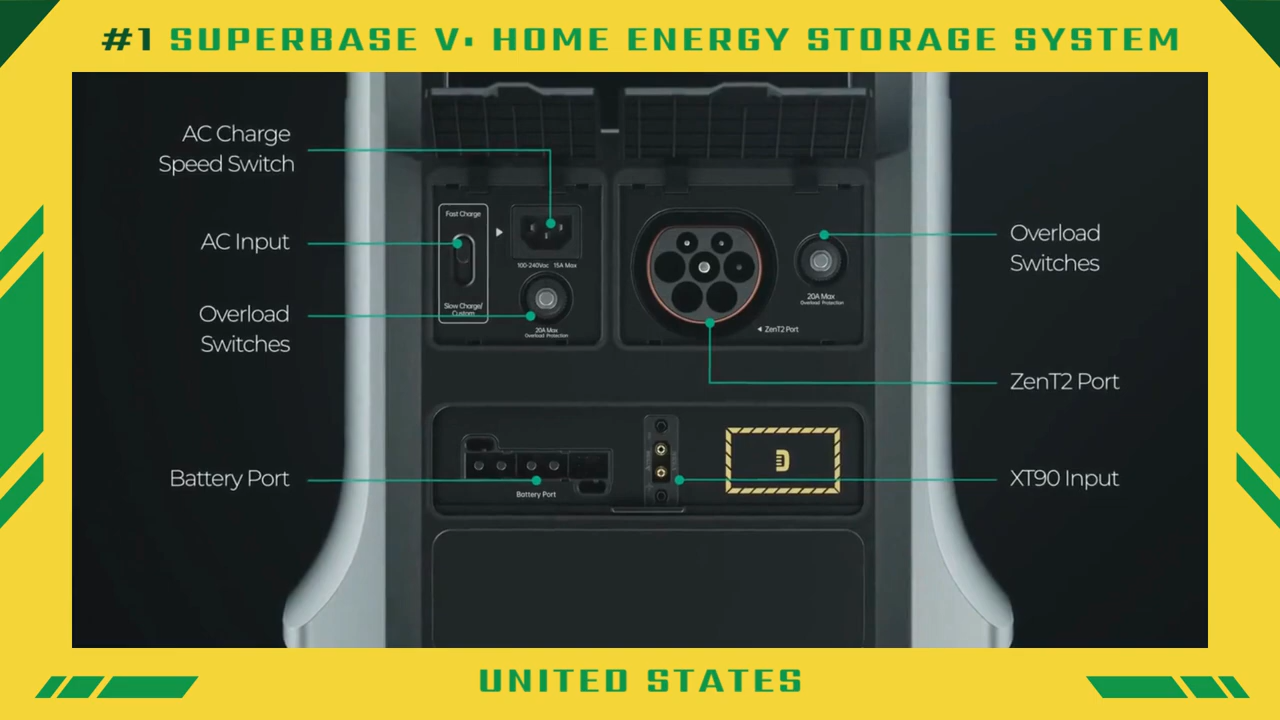 #1 SUPERBASE V: HOME ENERGY STORAGE SYSTEM
AC Charge
Speed Switch
AC Input
Overload
Switches
Battery Port
Fast Charge
Slow Charge/
Custom
100-240Vac 15A Max
20A Max
Overload Protection
20A Max
Overload Protection
ZenT2 Port
Battery Port
Overload
Switches
ZenT2 Port
XT90 Input
UNITED STATES